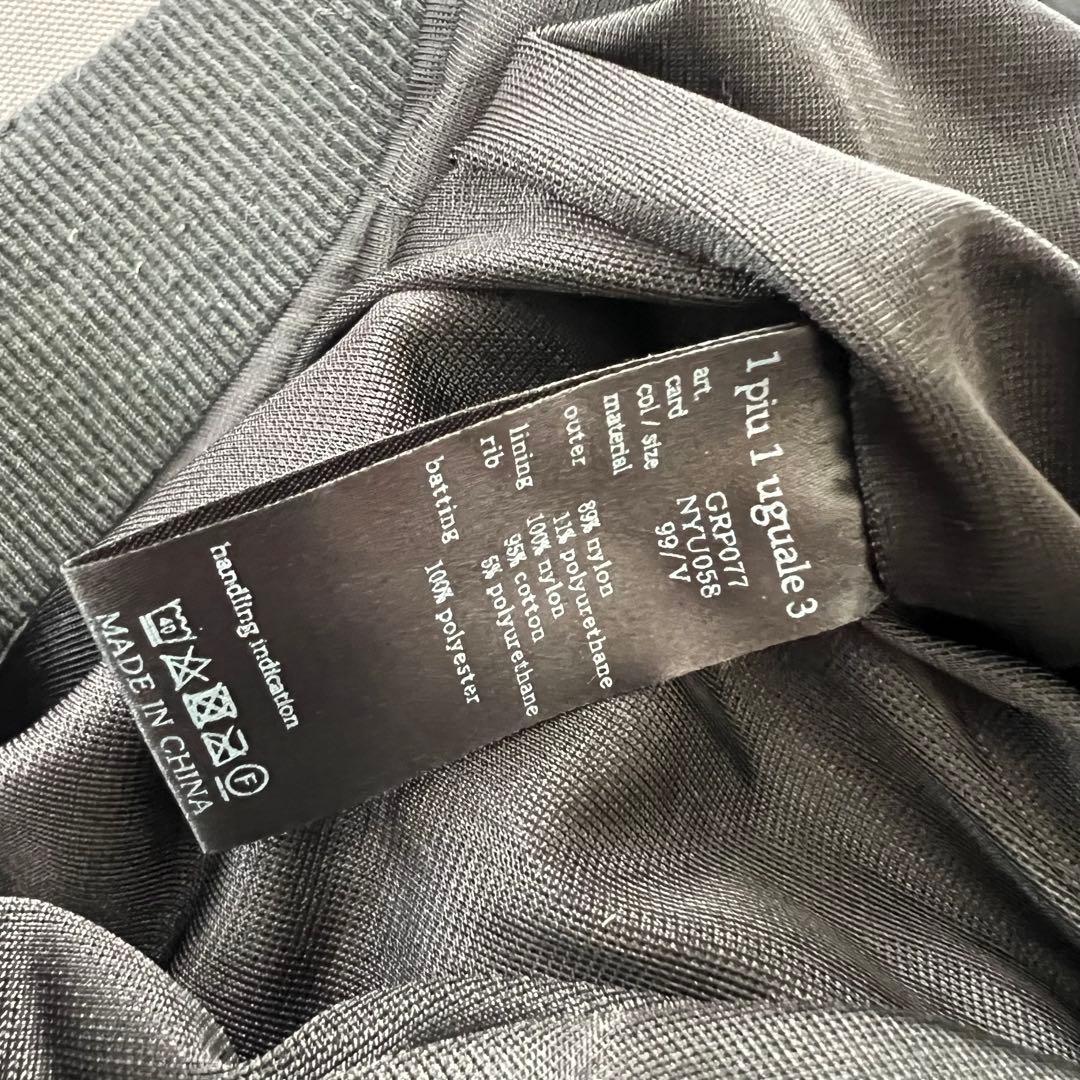 1 piu 1 uguale 3
art. GRP077
card NYU058
col / size 99/V
material
outer 89% nylon
11% polyurethane
lining 100% nylon
rib 95% cotton
5% polyurethane
batting 100% polyester
handling indication
40 F
MADE IN CHINA